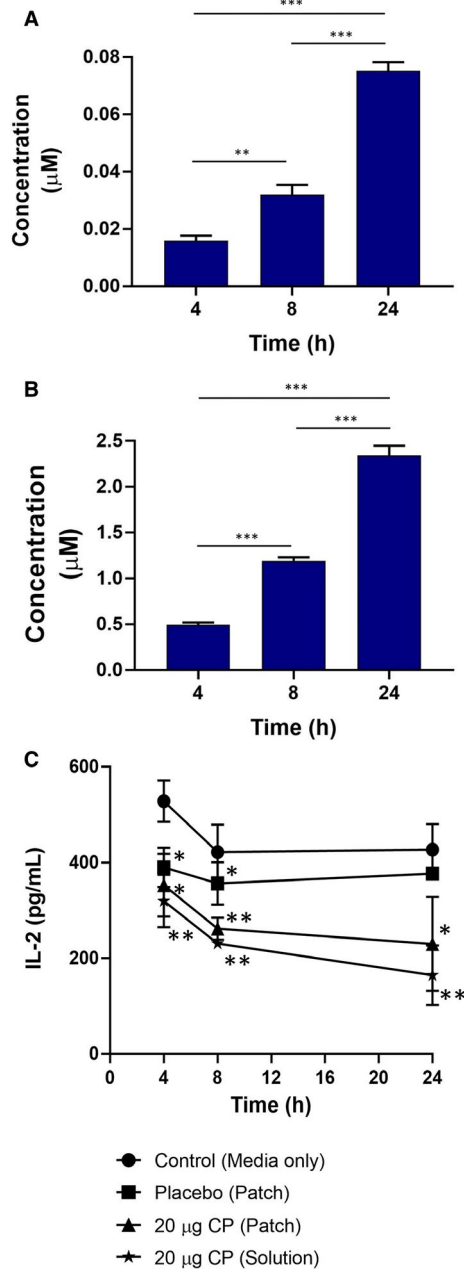 A
***
***
**
0.08
0.06
0.04
0.02
0.00
Concentration
(μM)
4 8 24
Time (h)
B
***
***
***
2.5
2.0
1.5
1.0
0.5
0.0
Concentration
(μM)
4 8 24
Time (h)
C
600
400
200
0
IL-2 (pg/mL)
*
*
*
**
**
**
*
**
0 4 8 12 16 20 24
Time (h)
Control (Media only)
Placebo (Patch)
20 μg CP (Patch)
20 μg CP (Solution)